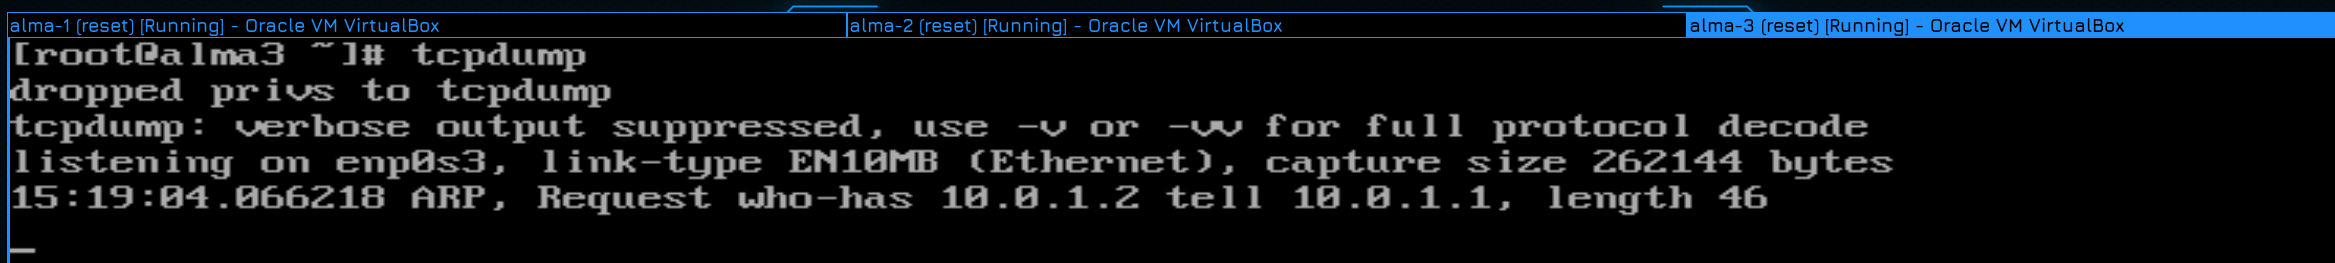 alma-1 (reset) [Running] - Oracle VM VirtualBox
alma-2 (reset) [Running] - Oracle VM VirtualBox
alma-3 (reset) [Running] - Oracle VM VirtualBox
[root@alma3 ~]# tcpdump
dropped privs to tcpdump
tcpdump: verbose output suppressed, use -v or -vv for full protocol decode
listening on enp0s3, link-type EN10MB (Ethernet), capture size 262144 bytes
15:19:04.066218 ARP, Request who-has 10.0.1.2 tell 10.0.1.1, length 46